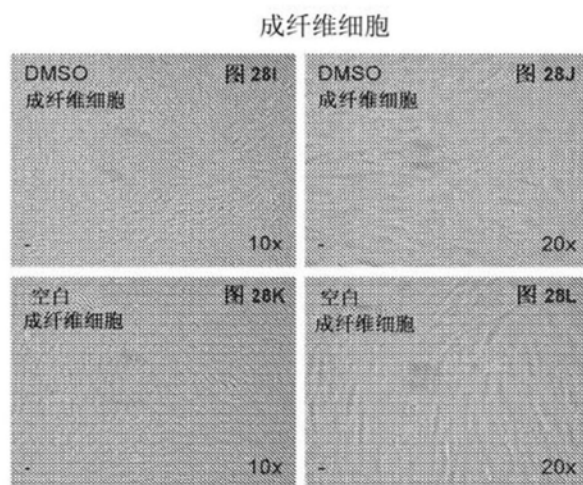 成纤维细胞
DMSO 图 28I
成纤维细胞
- 10x
DMSO 图 28J
成纤维细胞
- 20x
空白 图 28K
成纤维细胞
- 10x
空白 图 28L
成纤维细胞
- 20x